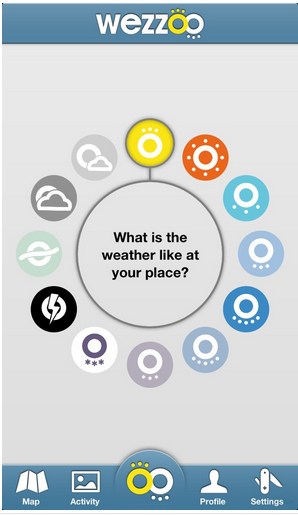 wezzoo
What is the
weather like at
your place?
Map
Activity
Profile
Settings